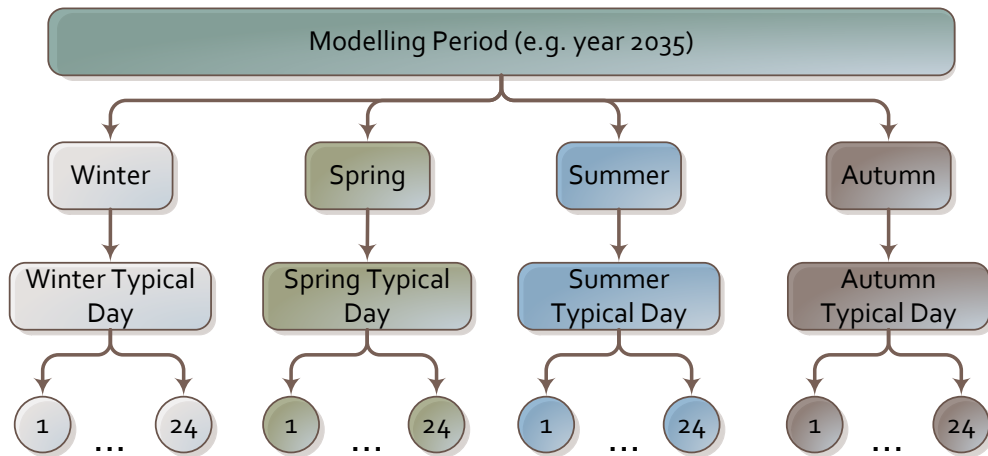 Modelling Period (e.g. year 2035)
Winter
Spring
Summer
Autumn
Winter Typical
Day
Spring Typical
Day
Summer
Typical Day
Autumn
Typical Day
1
...
24
1
...
24
1
...
24
1
...
24